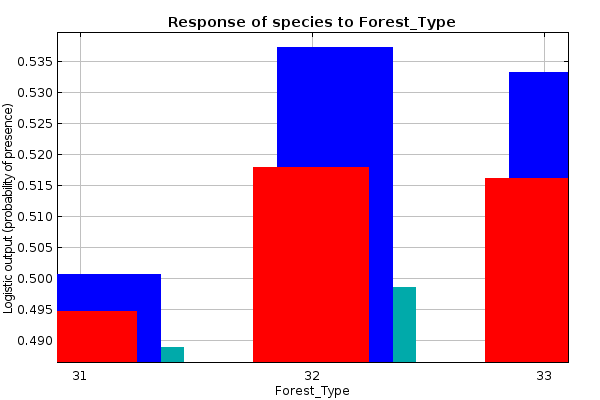 Response of species to Forest_Type
Logistic output (probability of presence)
0.535
0.530
0.525
0.520
0.515
0.510
0.505
0.500
0.495
0.490
31 32 33
Forest_Type